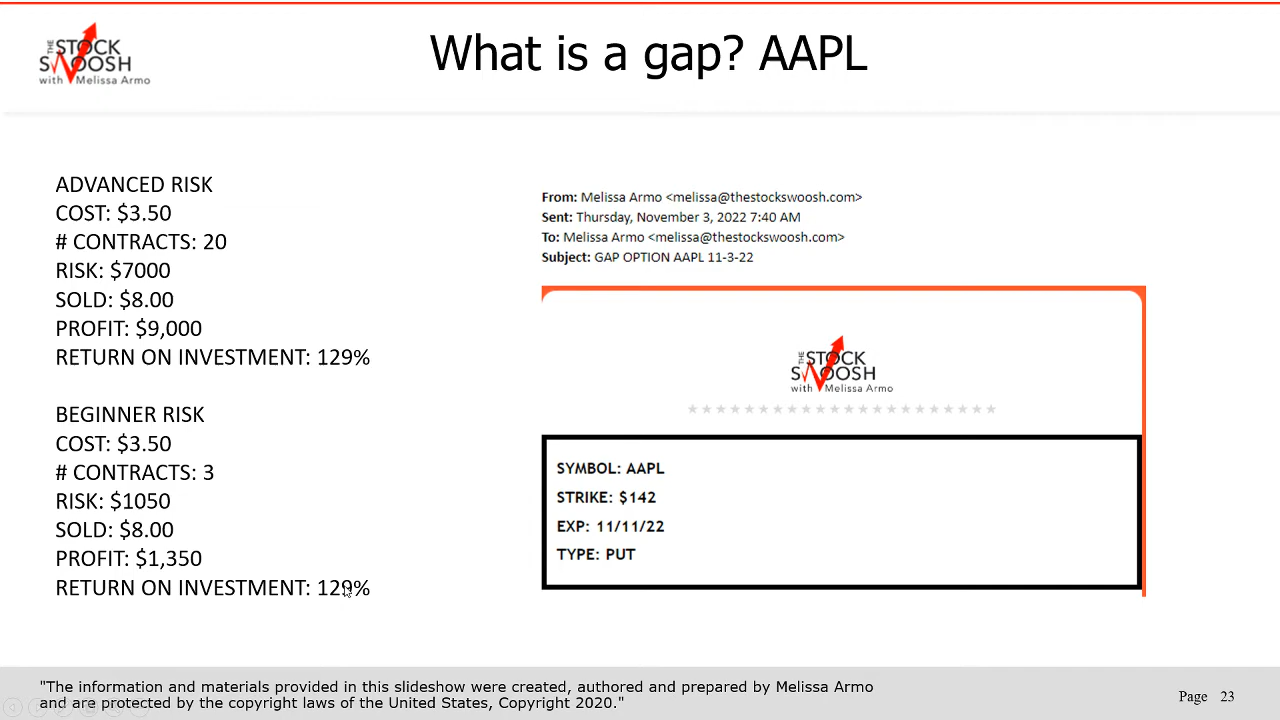 THE
STOCK
SWOOSH
with Melissa Armo
What is a gap? AAPL
ADVANCED RISK
COST: $3.50
# CONTRACTS: 20
RISK: $7000
SOLD: $8.00
PROFIT: $9,000
RETURN ON INVESTMENT: 129%
BEGINNER RISK
COST: $3.50
# CONTRACTS: 3
RISK: $1050
SOLD: $8.00
PROFIT: $1,350
RETURN ON INVESTMENT: 129%
From: Melissa Armo <melissa@thestockswoosh.com>
Sent: Thursday, November 3, 2022 7:40 AM
To: Melissa Armo <melissa@thestockswoosh.com>
Subject: GAP OPTION AAPL 11-3-22
THE
STOCK
SWOOSH
with Melissa Armo
SYMBOL: AAPL
STRIKE: $142
EXP: 11/11/22
TYPE: PUT
"The information and materials provided in this slideshow were created, authored and prepared by Melissa Armo
and are protected by the copyright laws of the United States, Copyright 2020."
Page 23